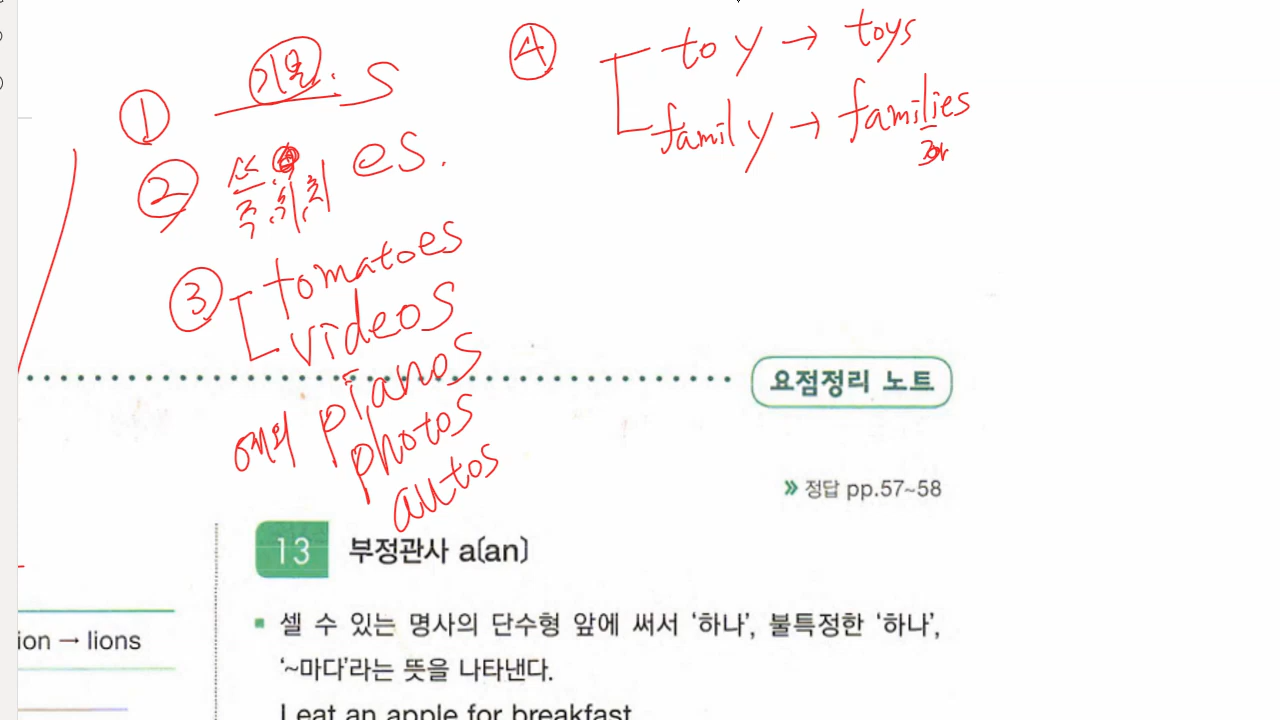 ① 기본. s
② 쓰 es.
즈, 쉬, 치
③ tomatoes
videos
예외 pianos
photos
autos
④ toy → toys
family → families
요점정리 노트
» 정답 pp.57~58
13 부정관사 a(an)
▪ 셀 수 있는 명사의 단수형 앞에 써서 ‘하나’, 불특정한 ‘하나’,
‘~마다’라는 뜻을 나타낸다.
I eat an apple for breakfast
ion → lions